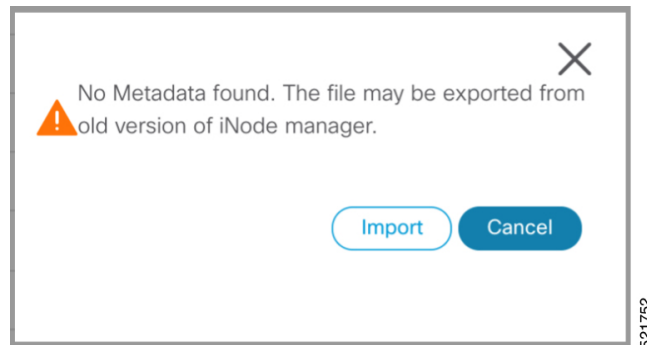 No Metadata found. The file may be exported from
old version of iNode manager.
Import
Cancel
521752